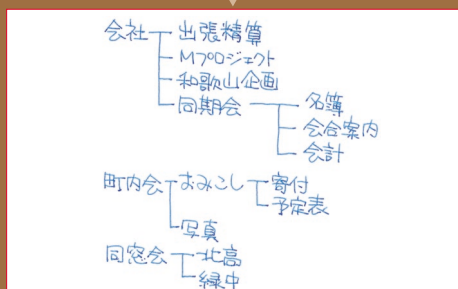 会社 出張精算
Mプロジェクト
和歌山企画
同期会 名簿
会合案内
会計
町内会 おみこし 寄付
予定表
写真
同窓会 北高
緑中